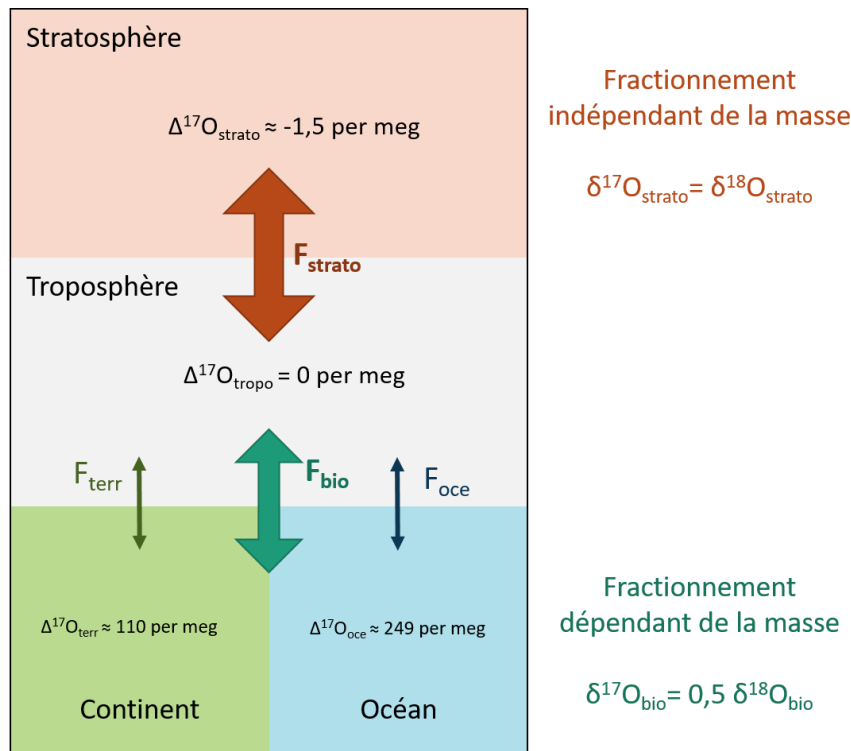 Stratosphère
Δ¹⁷O_strato ≈ -1,5 per meg
Fractionnement
indépendant de la masse
δ¹⁷O_strato= δ¹⁸O_strato
F_strato
Troposphère
Δ¹⁷O_tropo = 0 per meg
F_terr
F_bio
F_oce
Δ¹⁷O_terr ≈ 110 per meg
Δ¹⁷O_oce ≈ 249 per meg
Fractionnement
dépendant de la masse
δ¹⁷O_bio= 0,5 δ¹⁸O_bio
Continent
Océan